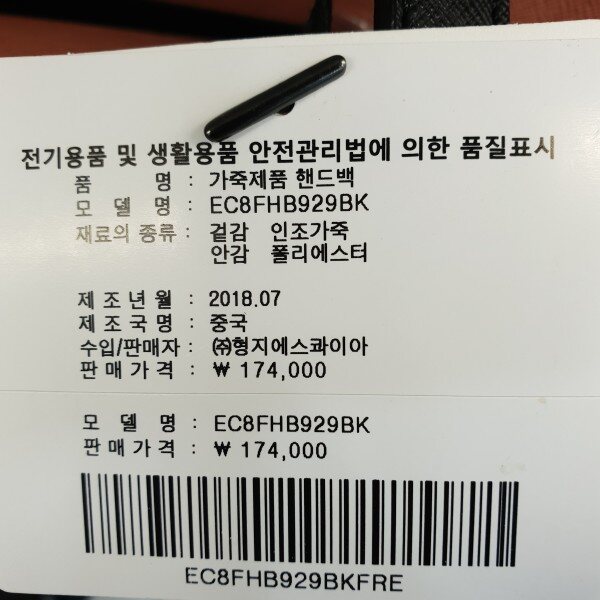 전기용품 및 생활용품 안전관리법에 의한 품질표시
품 명 : 가죽제품 핸드백
모 델 명 : EC8FHB929BK
재료의 종류 : 겉감 인조가죽
안감 폴리에스터
제 조 년 월 : 2018.07
제 조 국 명 : 중국
수입/판매자 : ㈜형지에스콰이아
판 매 가 격 : ₩ 174,000
모 델 명 : EC8FHB929BK
판 매 가 격 : ₩ 174,000
EC8FHB929BKFRE